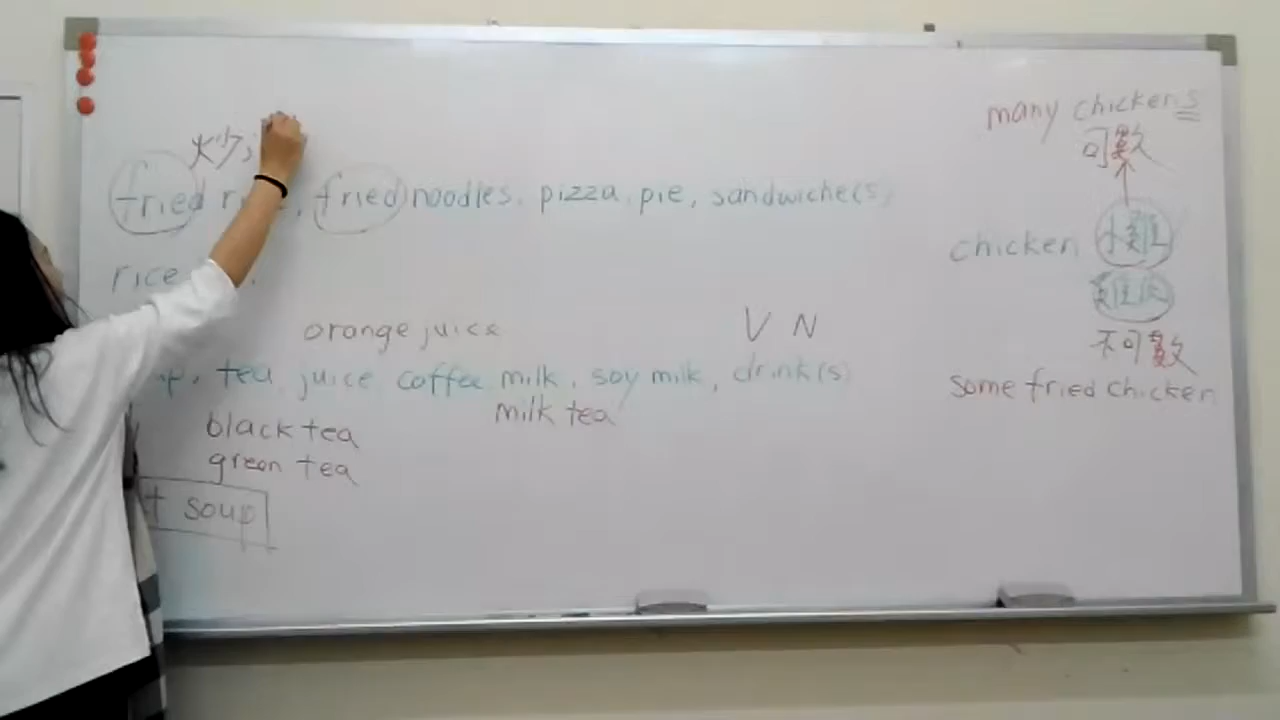 炒;
fried , fried noodles, pizza, pie, sandwiche(s)
rice
orange juice
V N
tea juice coffee milk, soy milk, drink(s)
milk tea
black tea
green tea
soup
many chickens
可數
chicken 小雞
雞肉
不可數
some fried chicken